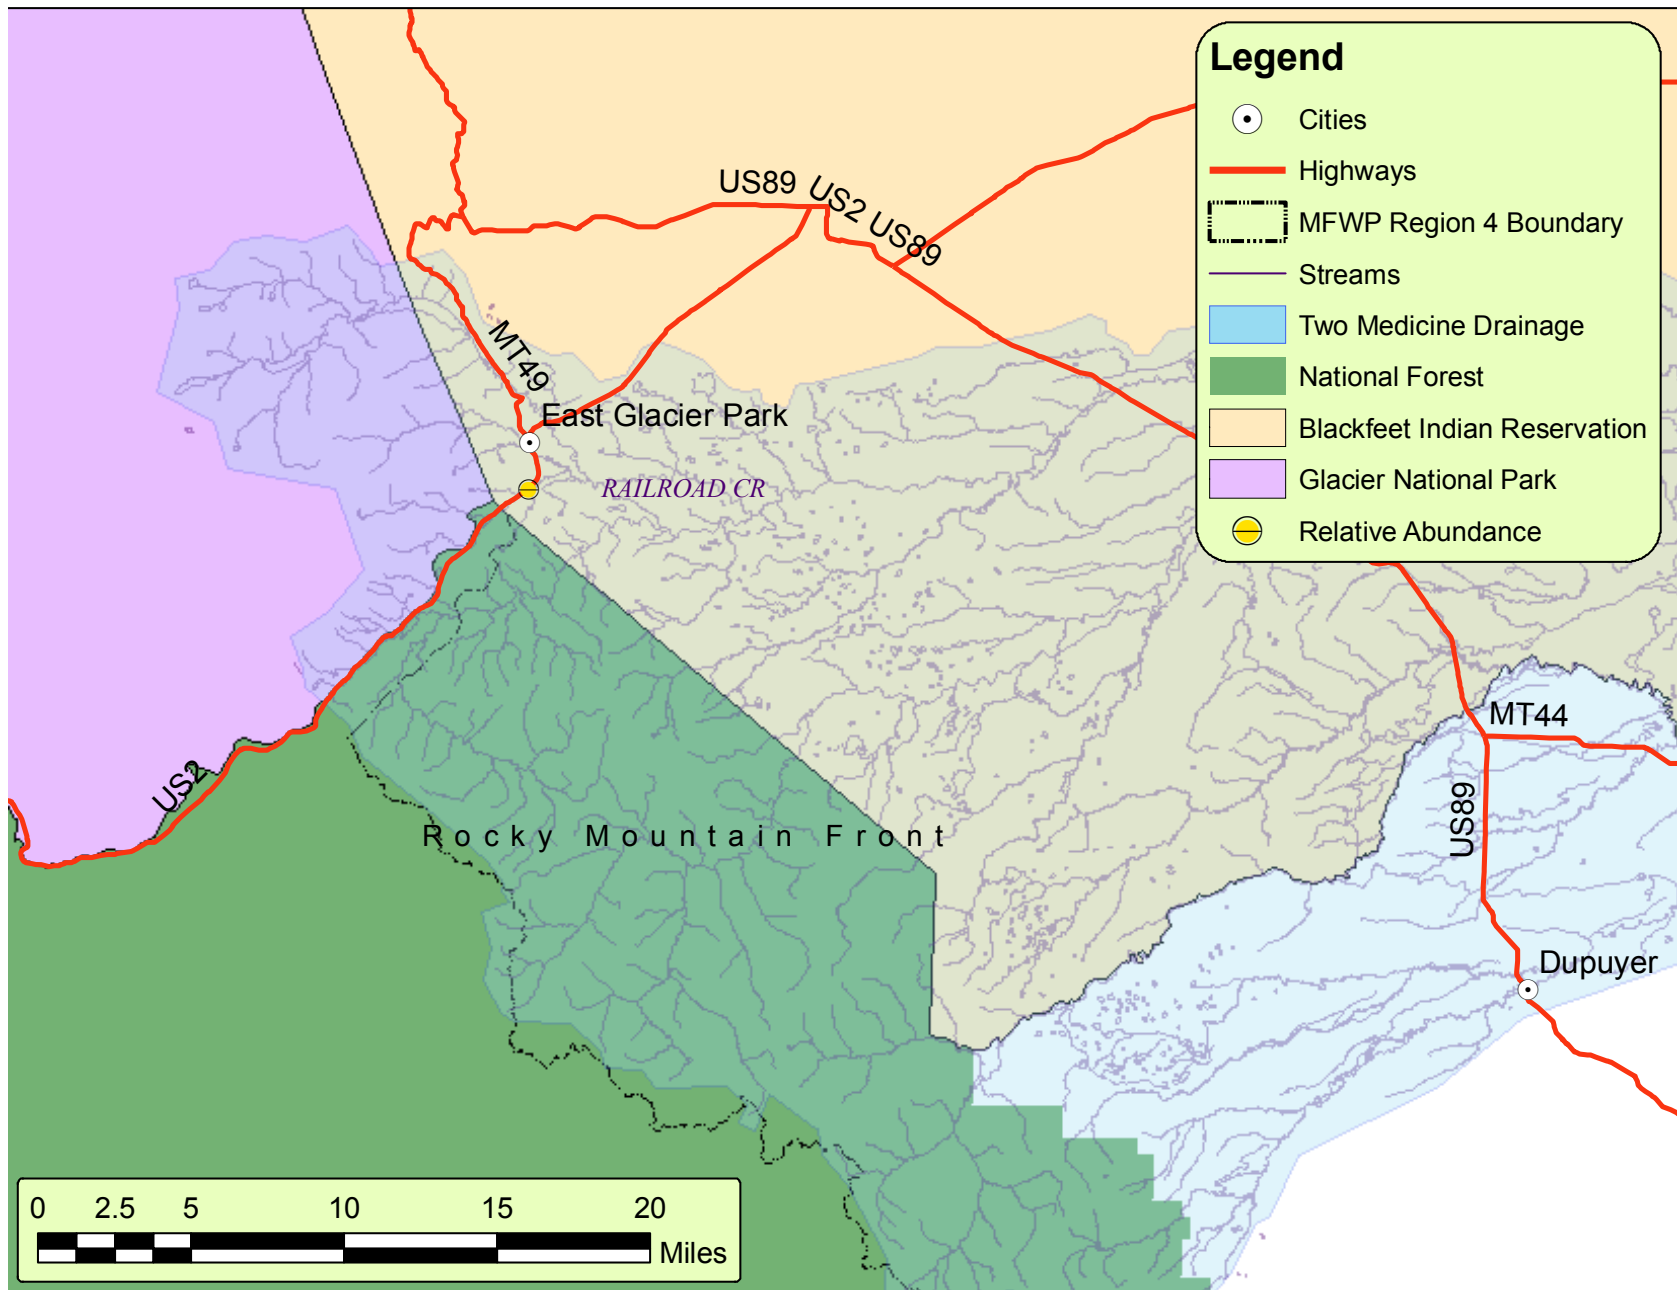 Legend
Cities
Highways
MFWP Region 4 Boundary
Streams
Two Medicine Drainage
National Forest
Blackfeet Indian Reservation
Glacier National Park
Relative Abundance
US89
US2
US89
MT49
East Glacier Park
RAILROAD CR
MT44
US2
US89
Rocky Mountain Front
Dupuyer
0 2.5 5 10 15 20
Miles